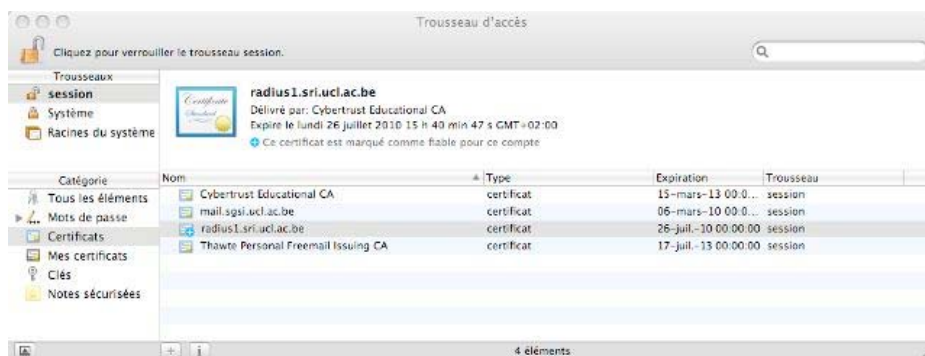 Trousseau d'accès
Cliquez pour verrouiller le trousseau session.
Trousseaux
session
Système
Racines du système
radius1.sri.ucl.ac.be
Délivré par: Cybertrust Educational CA
Expire le lundi 26 juillet 2010 15 h 40 min 47 s GMT+02:00
Ce certificat est marqué comme fiable pour ce compte
Catégorie
Tous les éléments
Mots de passe
Certificats
Mes certificats
Clés
Notes sécurisées
Nom Type Expiration Trousseau
Cybertrust Educational CA certificat 15-mars-13 00:0... session
mail.sgsi.ucl.ac.be certificat 06-mars-10 00:0... session
radius1.sri.ucl.ac.be certificat 26-juil.-10 00:00:00 session
Thawte Personal Freemail Issuing CA certificat 17-juil.-13 00:00:00 session
4 éléments